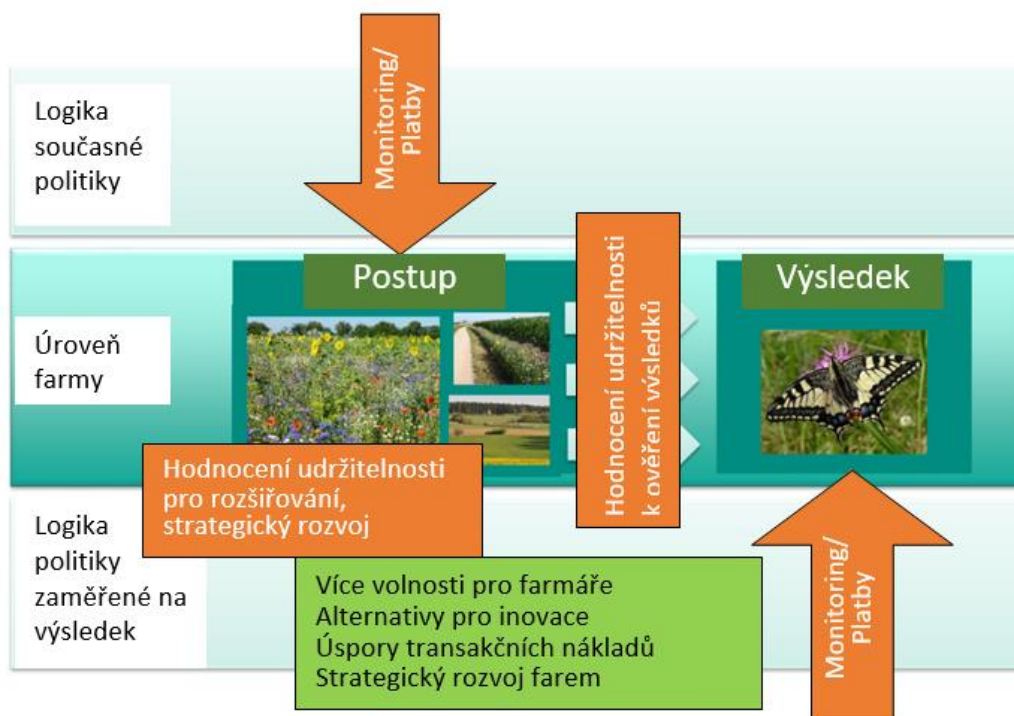 Logika
současné
politiky
Monitoring/
Platby
Úroveň
farmy
Postup
Hodnocení udržitelnosti
k ověření výsledků
Výsledek
Hodnocení udržitelnosti
pro rozšiřování,
strategický rozvoj
Logika
politiky
zaměřené na
výsledek
Více volnosti pro farmáře
Alternativy pro inovace
Úspory transakčních nákladů
Strategický rozvoj farem
Monitoring/
Platby